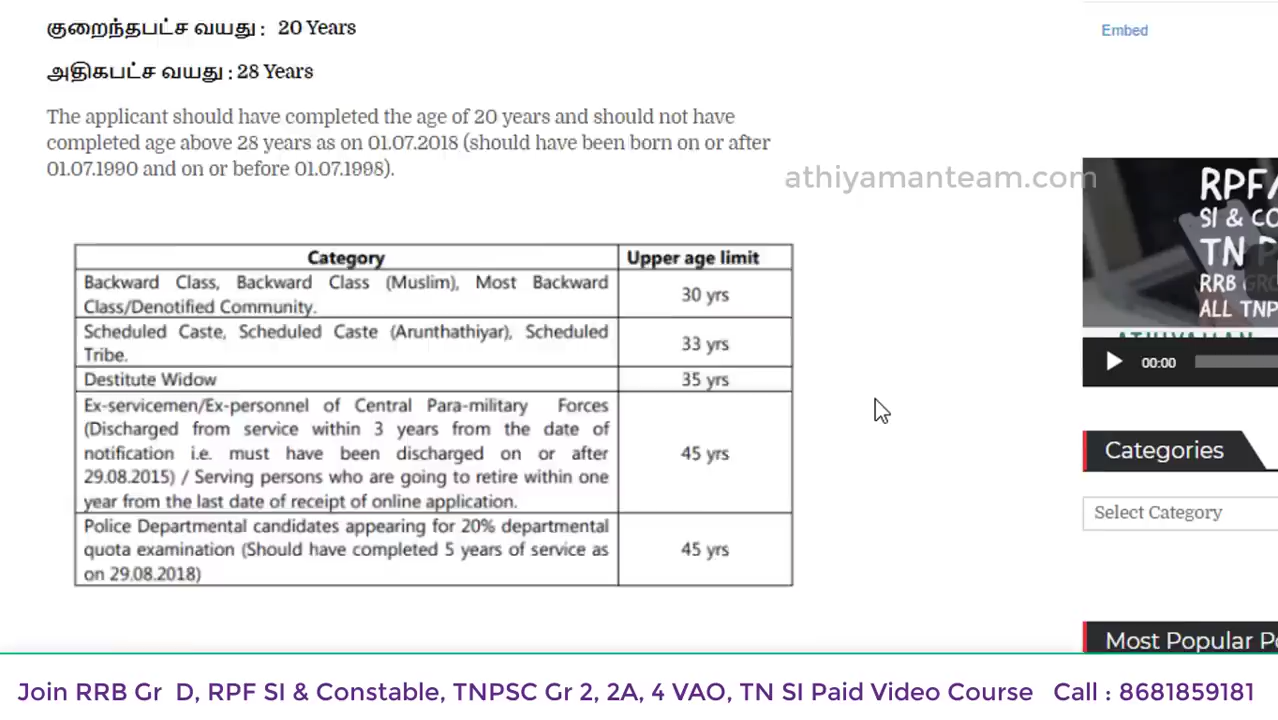 குறைந்தபட்ச வயது : 20 Years
Embed
அதிகபட்ச வயது : 28 Years
The applicant should have completed the age of 20 years and should not have
completed age above 28 years as on 01.07.2018 (should have been born on or after
01.07.1990 and on or before 01.07.1998).
athiyamanteam.com
RPF/
SI & CO
TN P
RRB GRO
ALL TNP
00:00
Category Upper age limit
Backward Class, Backward Class (Muslim), Most Backward
Class/Denotified Community.
30 yrs
Scheduled Caste, Scheduled Caste (Arunthathiyar), Scheduled
Tribe.
33 yrs
Destitute Widow 35 yrs
Ex-servicemen/Ex-personnel of Central Para-military Forces
(Discharged from service within 3 years from the date of
notification i.e. must have been discharged on or after
29.08.2015) / Serving persons who are going to retire within one
year from the last date of receipt of online application.
45 yrs
Police Departmental candidates appearing for 20% departmental
quota examination (Should have completed 5 years of service as
on 29.08.2018)
45 yrs
Categories
Select Category
Most Popular Po
Join RRB Gr D, RPF SI & Constable, TNPSC Gr 2, 2A, 4 VAO, TN SI Paid Video Course Call : 8681859181